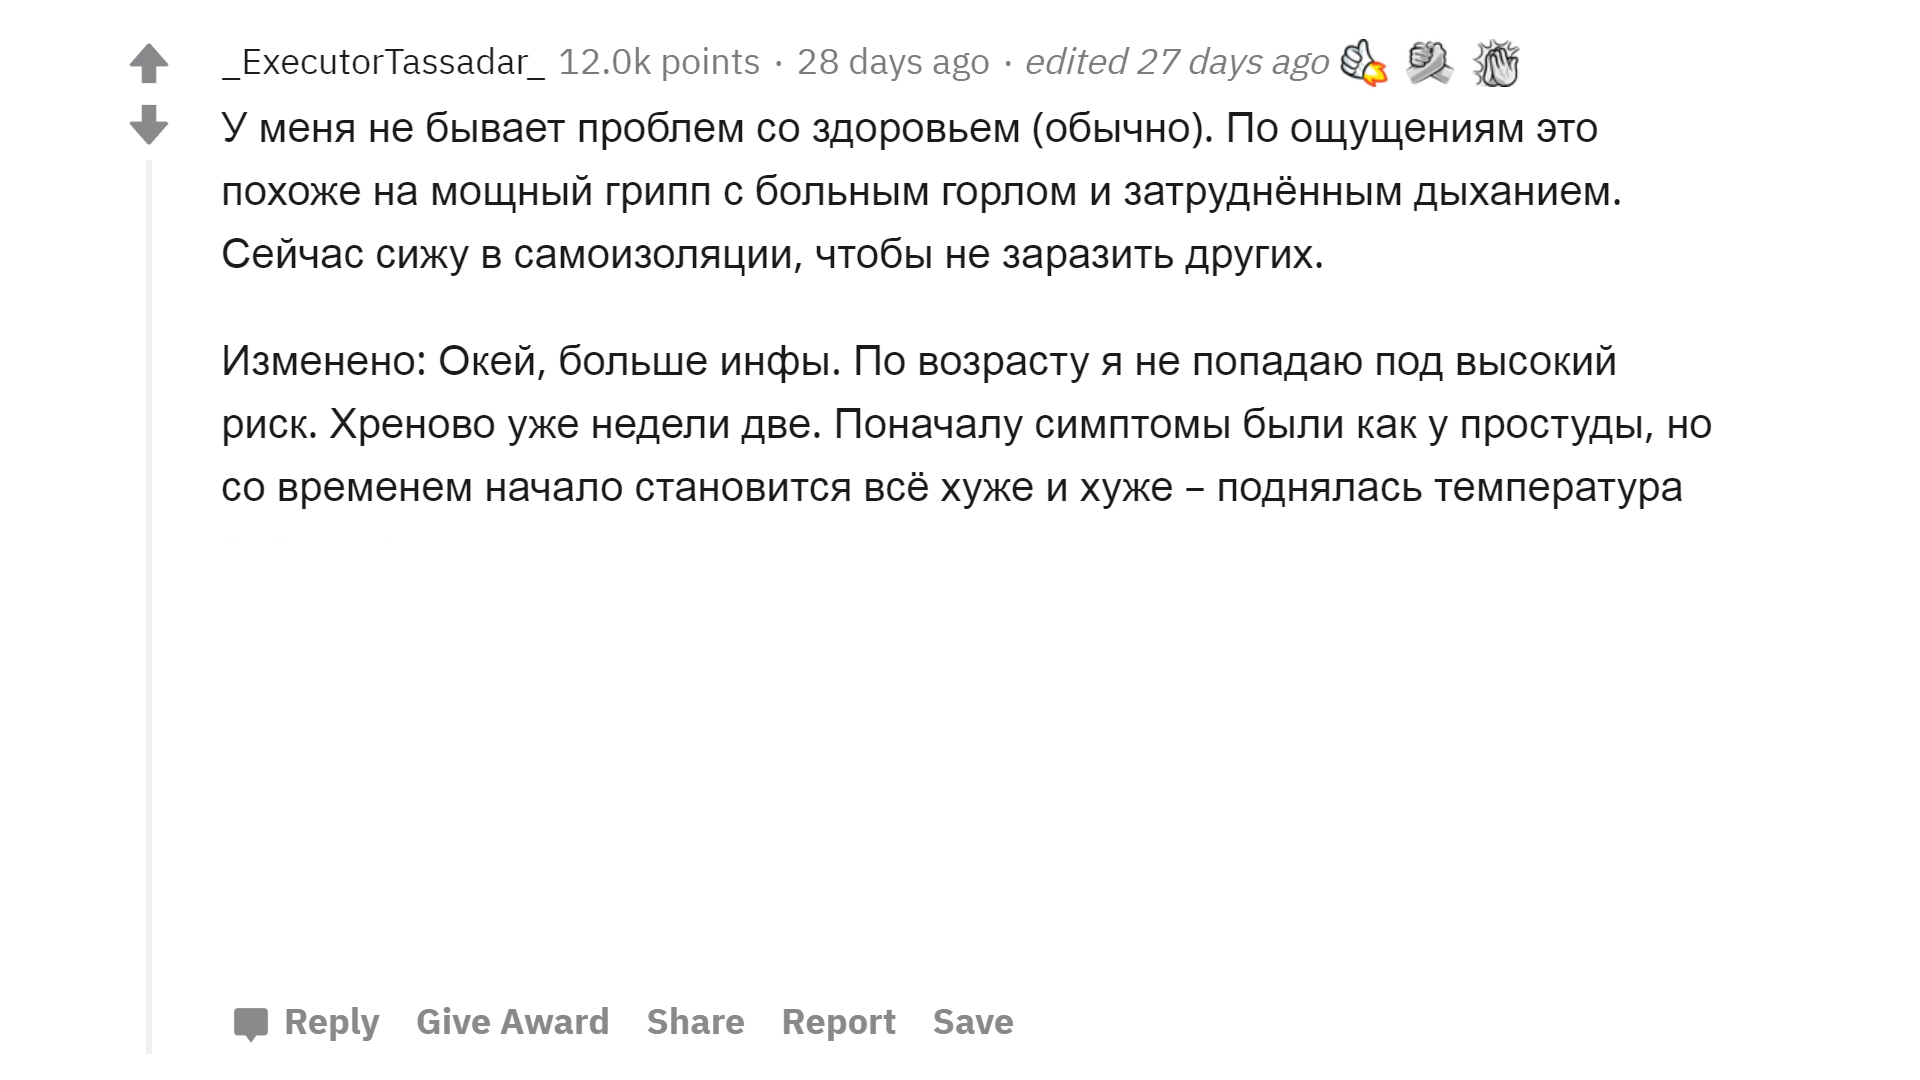 _ExecutorTassadar_ 12.0k points · 28 days ago · edited 27 days ago
У меня не бывает проблем со здоровьем (обычно). По ощущениям это
похоже на мощный грипп с больным горлом и затруднённым дыханием.
Сейчас сижу в самоизоляции, чтобы не заразить других.
Изменено: Окей, больше инфы. По возрасту я не попадаю под высокий
риск. Хреново уже недели две. Поначалу симптомы были как у простуды, но
со временем начало становится всё хуже и хуже – поднялась температура
Reply Give Award Share Report Save